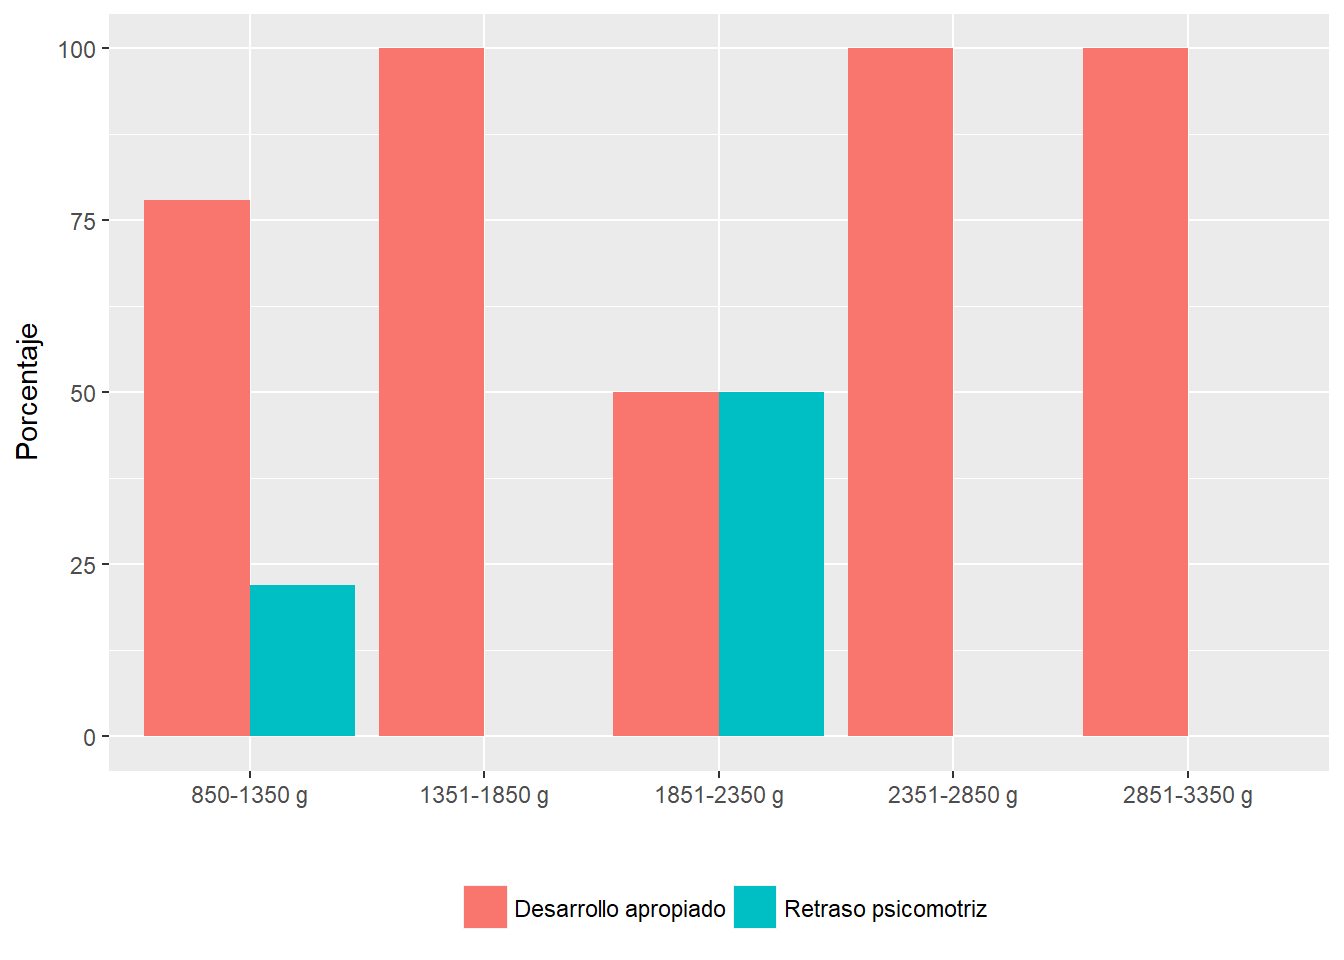 100
75
50
25
0
Porcentaje
850-1350 g
1351-1850 g
1851-2350 g
2351-2850 g
2851-3350 g
Desarrollo apropiado
Retraso psicomotriz